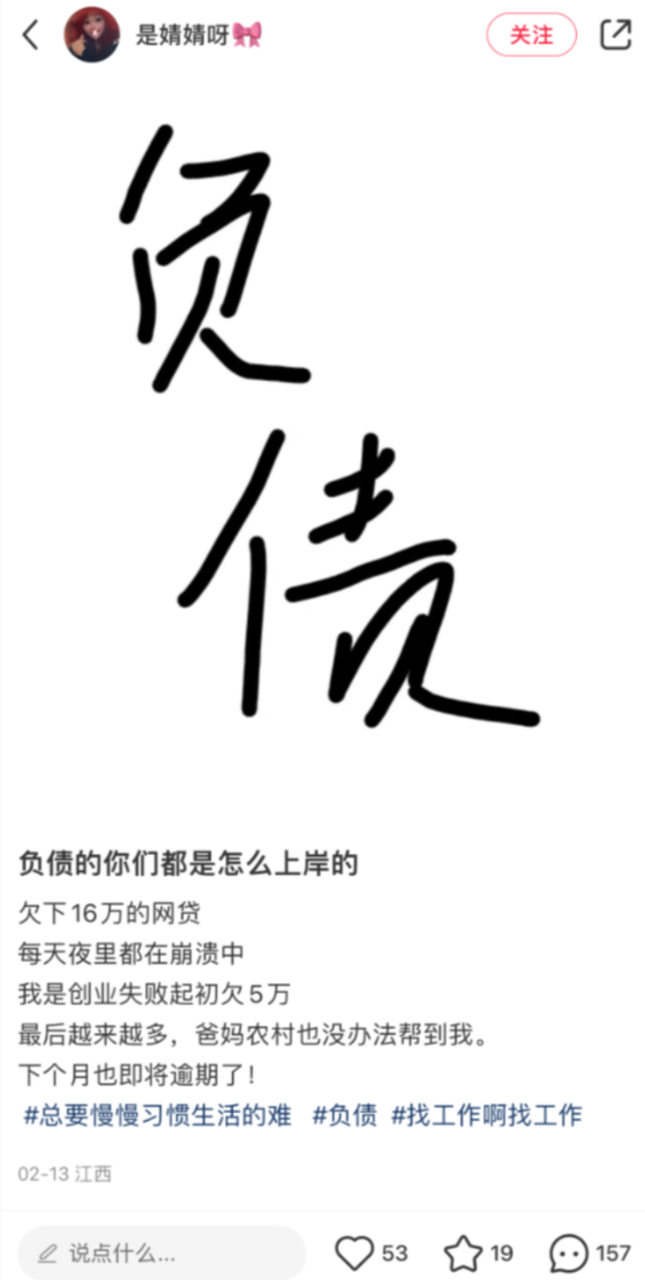 是婧婧呀🎀
关注
负
债
负债的你们都是怎么上岸的
欠下16万的网贷
每天夜里都在崩溃中
我是创业失败起初欠5万
最后越来越多，爸妈农村也没办法帮到我。
下个月也即将逾期了！
#总要慢慢习惯生活的难 #负债 #找工作啊找工作
02-13 江西
说点什么... 53 19 157